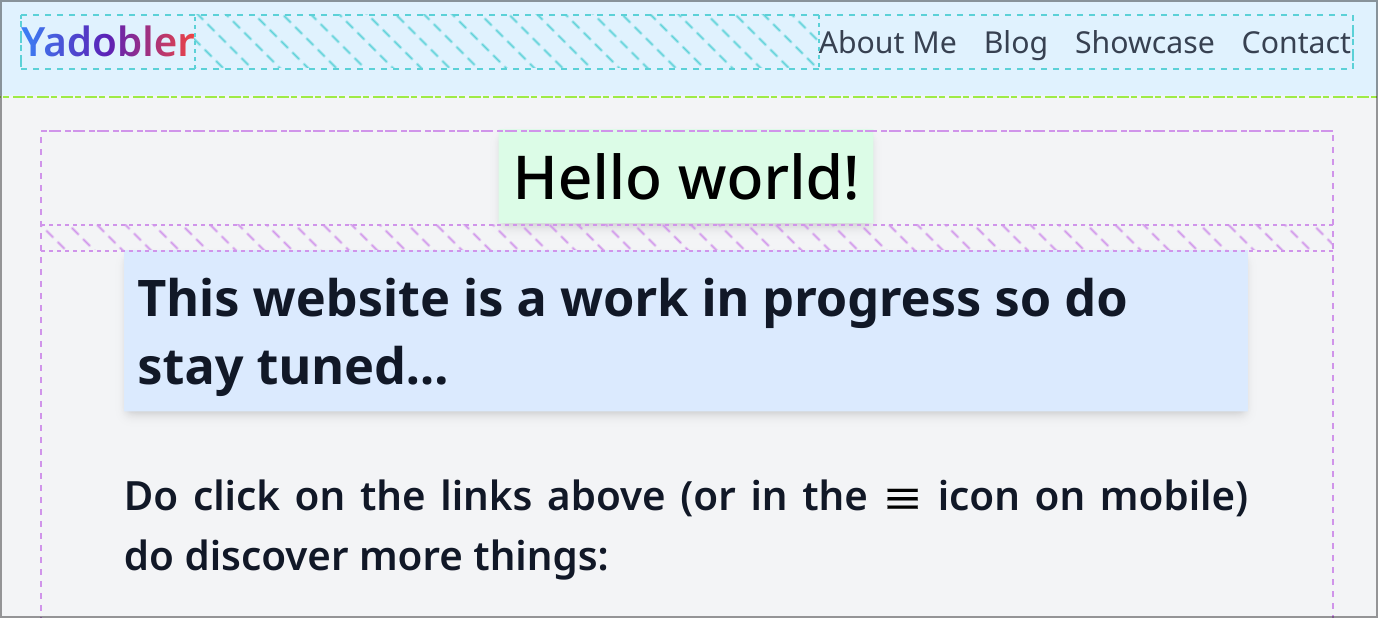 Yadobler
About Me Blog Showcase Contact
Hello world!
This website is a work in progress so do
stay tuned...
Do click on the links above (or in the ≡ icon on mobile)
do discover more things: